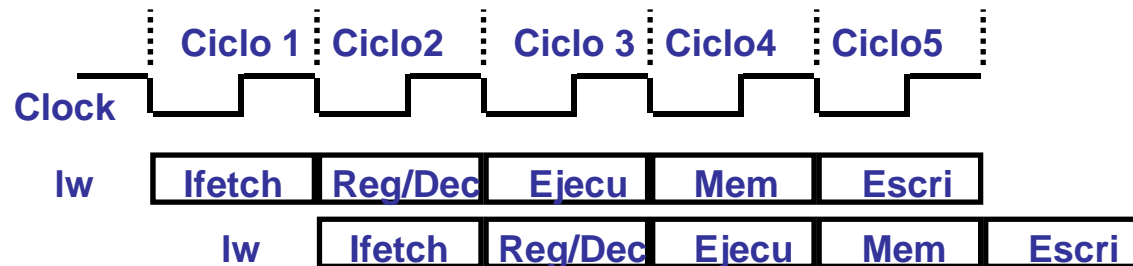 Ciclo 1 Ciclo2 Ciclo 3 Ciclo4 Ciclo5
Clock
lw Ifetch Reg/Dec Ejecu Mem Escri
lw Ifetch Reg/Dec Ejecu Mem Escri